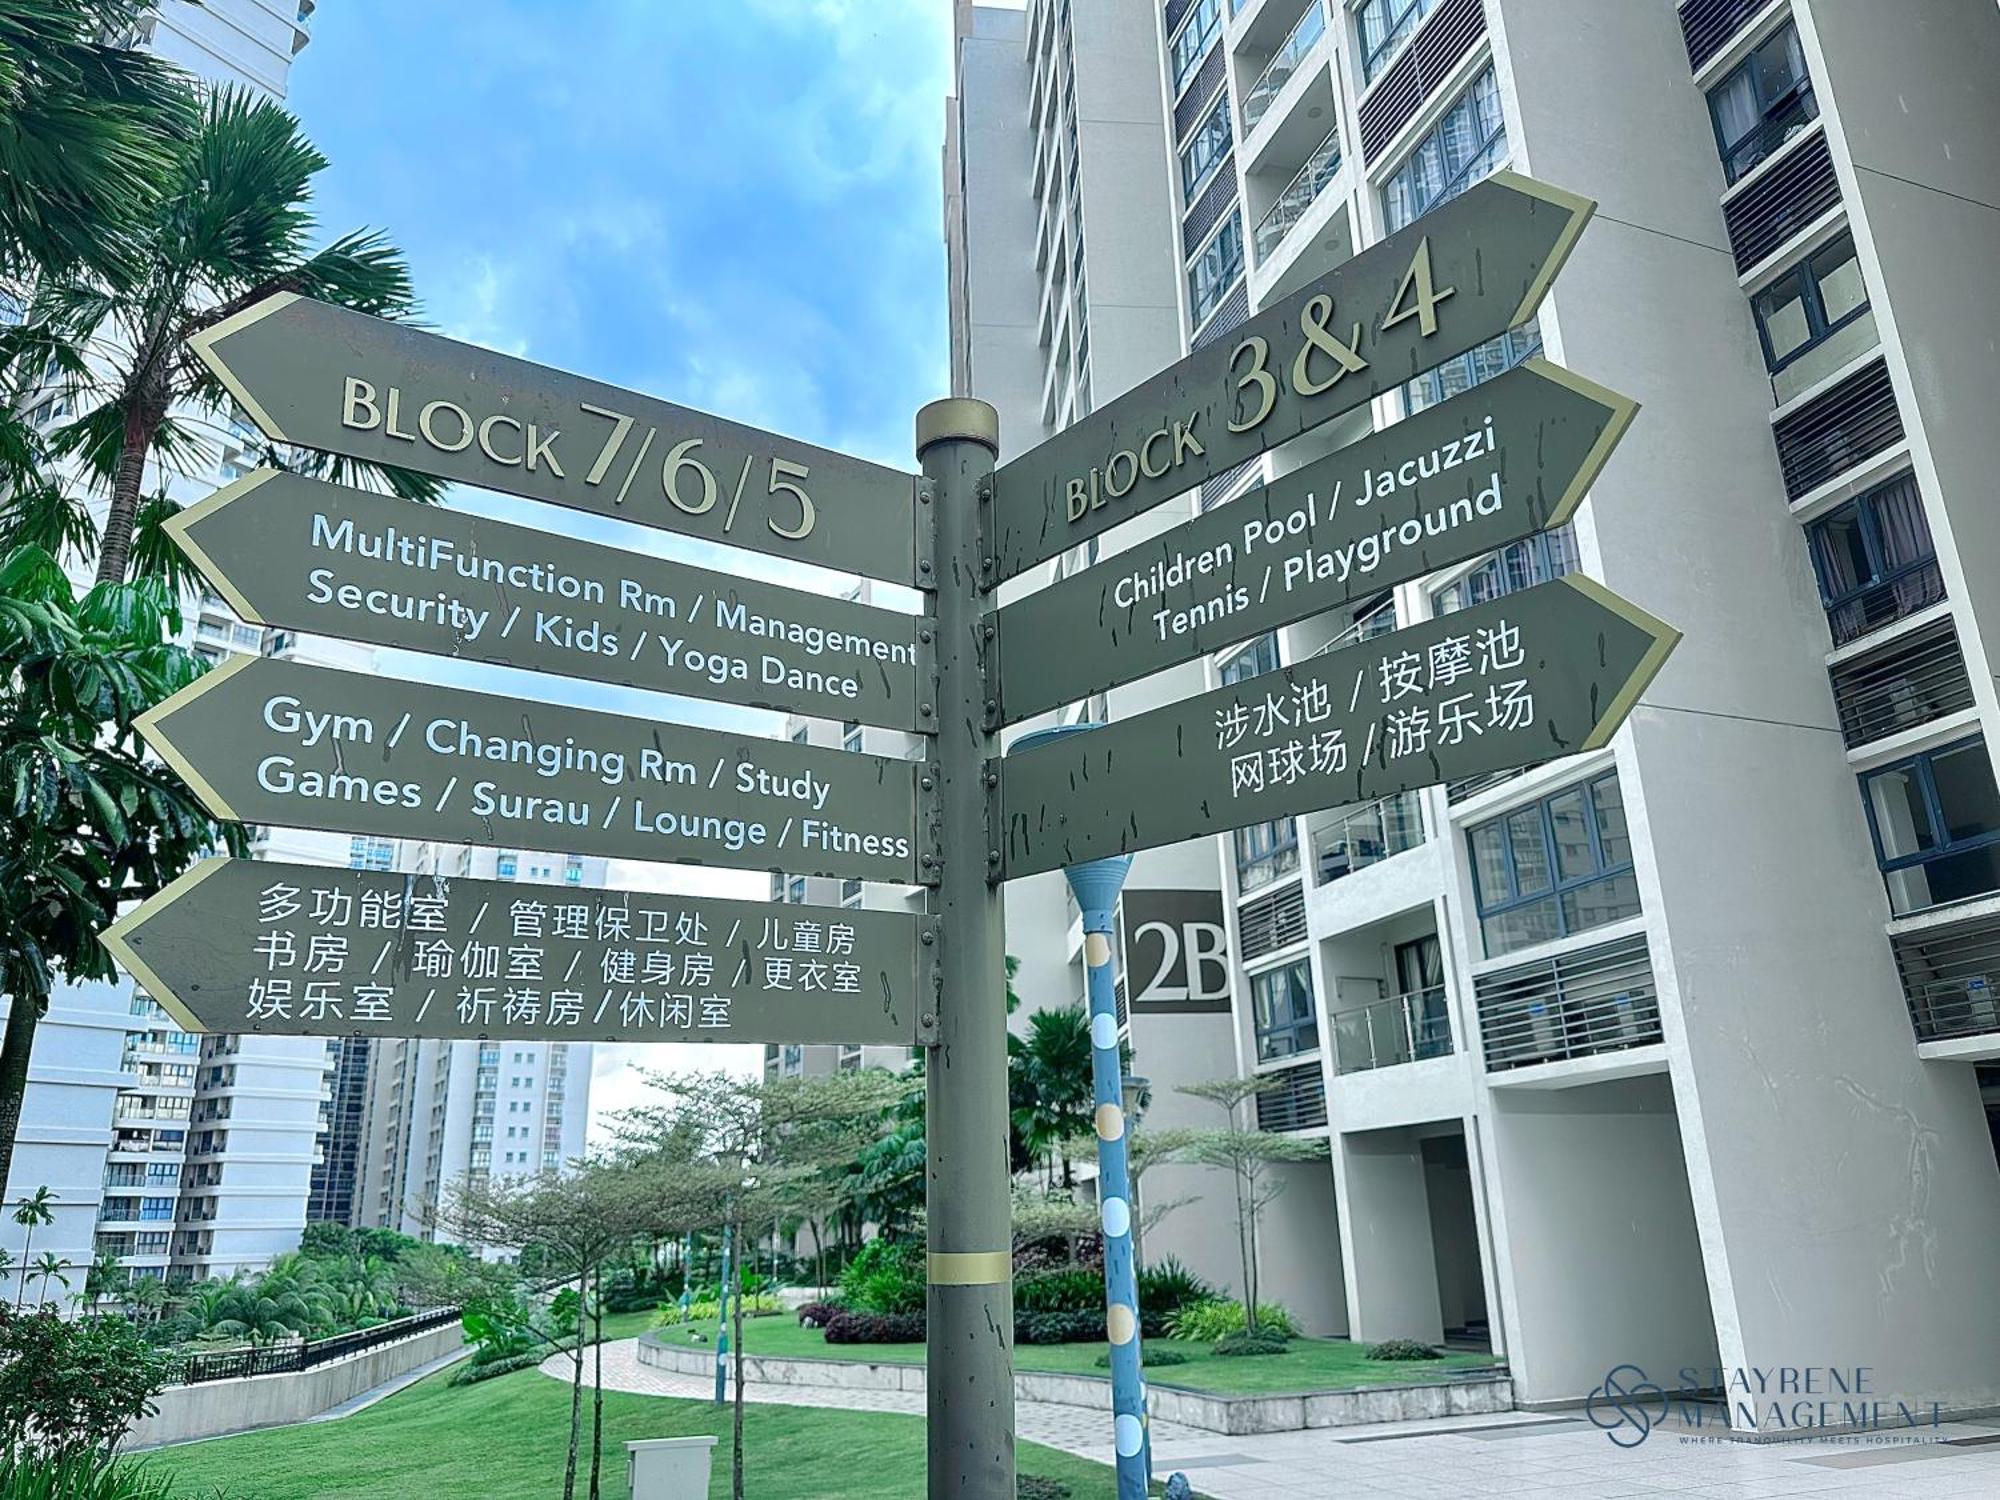 BLOCK 7/6/5
MultiFunction Rm / Management
Security / Kids / Yoga Dance
Gym / Changing Rm / Study
Games / Surau / Lounge / Fitness
多功能室 / 管理保卫处 / 儿童房
书房 / 瑜伽室 / 健身房 / 更衣室
娱乐室 / 祈祷房 / 休闲室
BLOCK 3 & 4
Children Pool / Jacuzzi
Tennis / Playground
涉水池 / 按摩池
网球场 / 游乐场
2B
STAYRENE
MANAGEMENT
WHERE TRANQUILITY MEETS HOSPITALITY